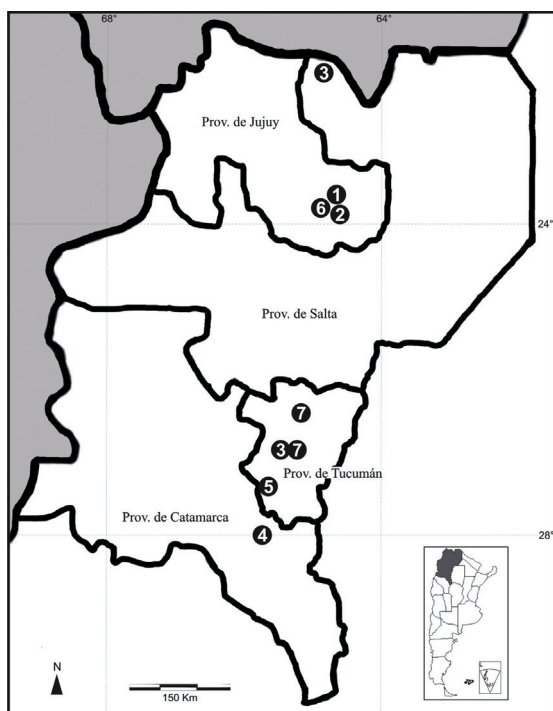 68°
64°
3
Prov. de Jujuy
1
6
2
24°
Prov. de Salta
7
3 7
Prov. de Tucumán
5
Prov. de Catamarca
4
28°
N
150 Km